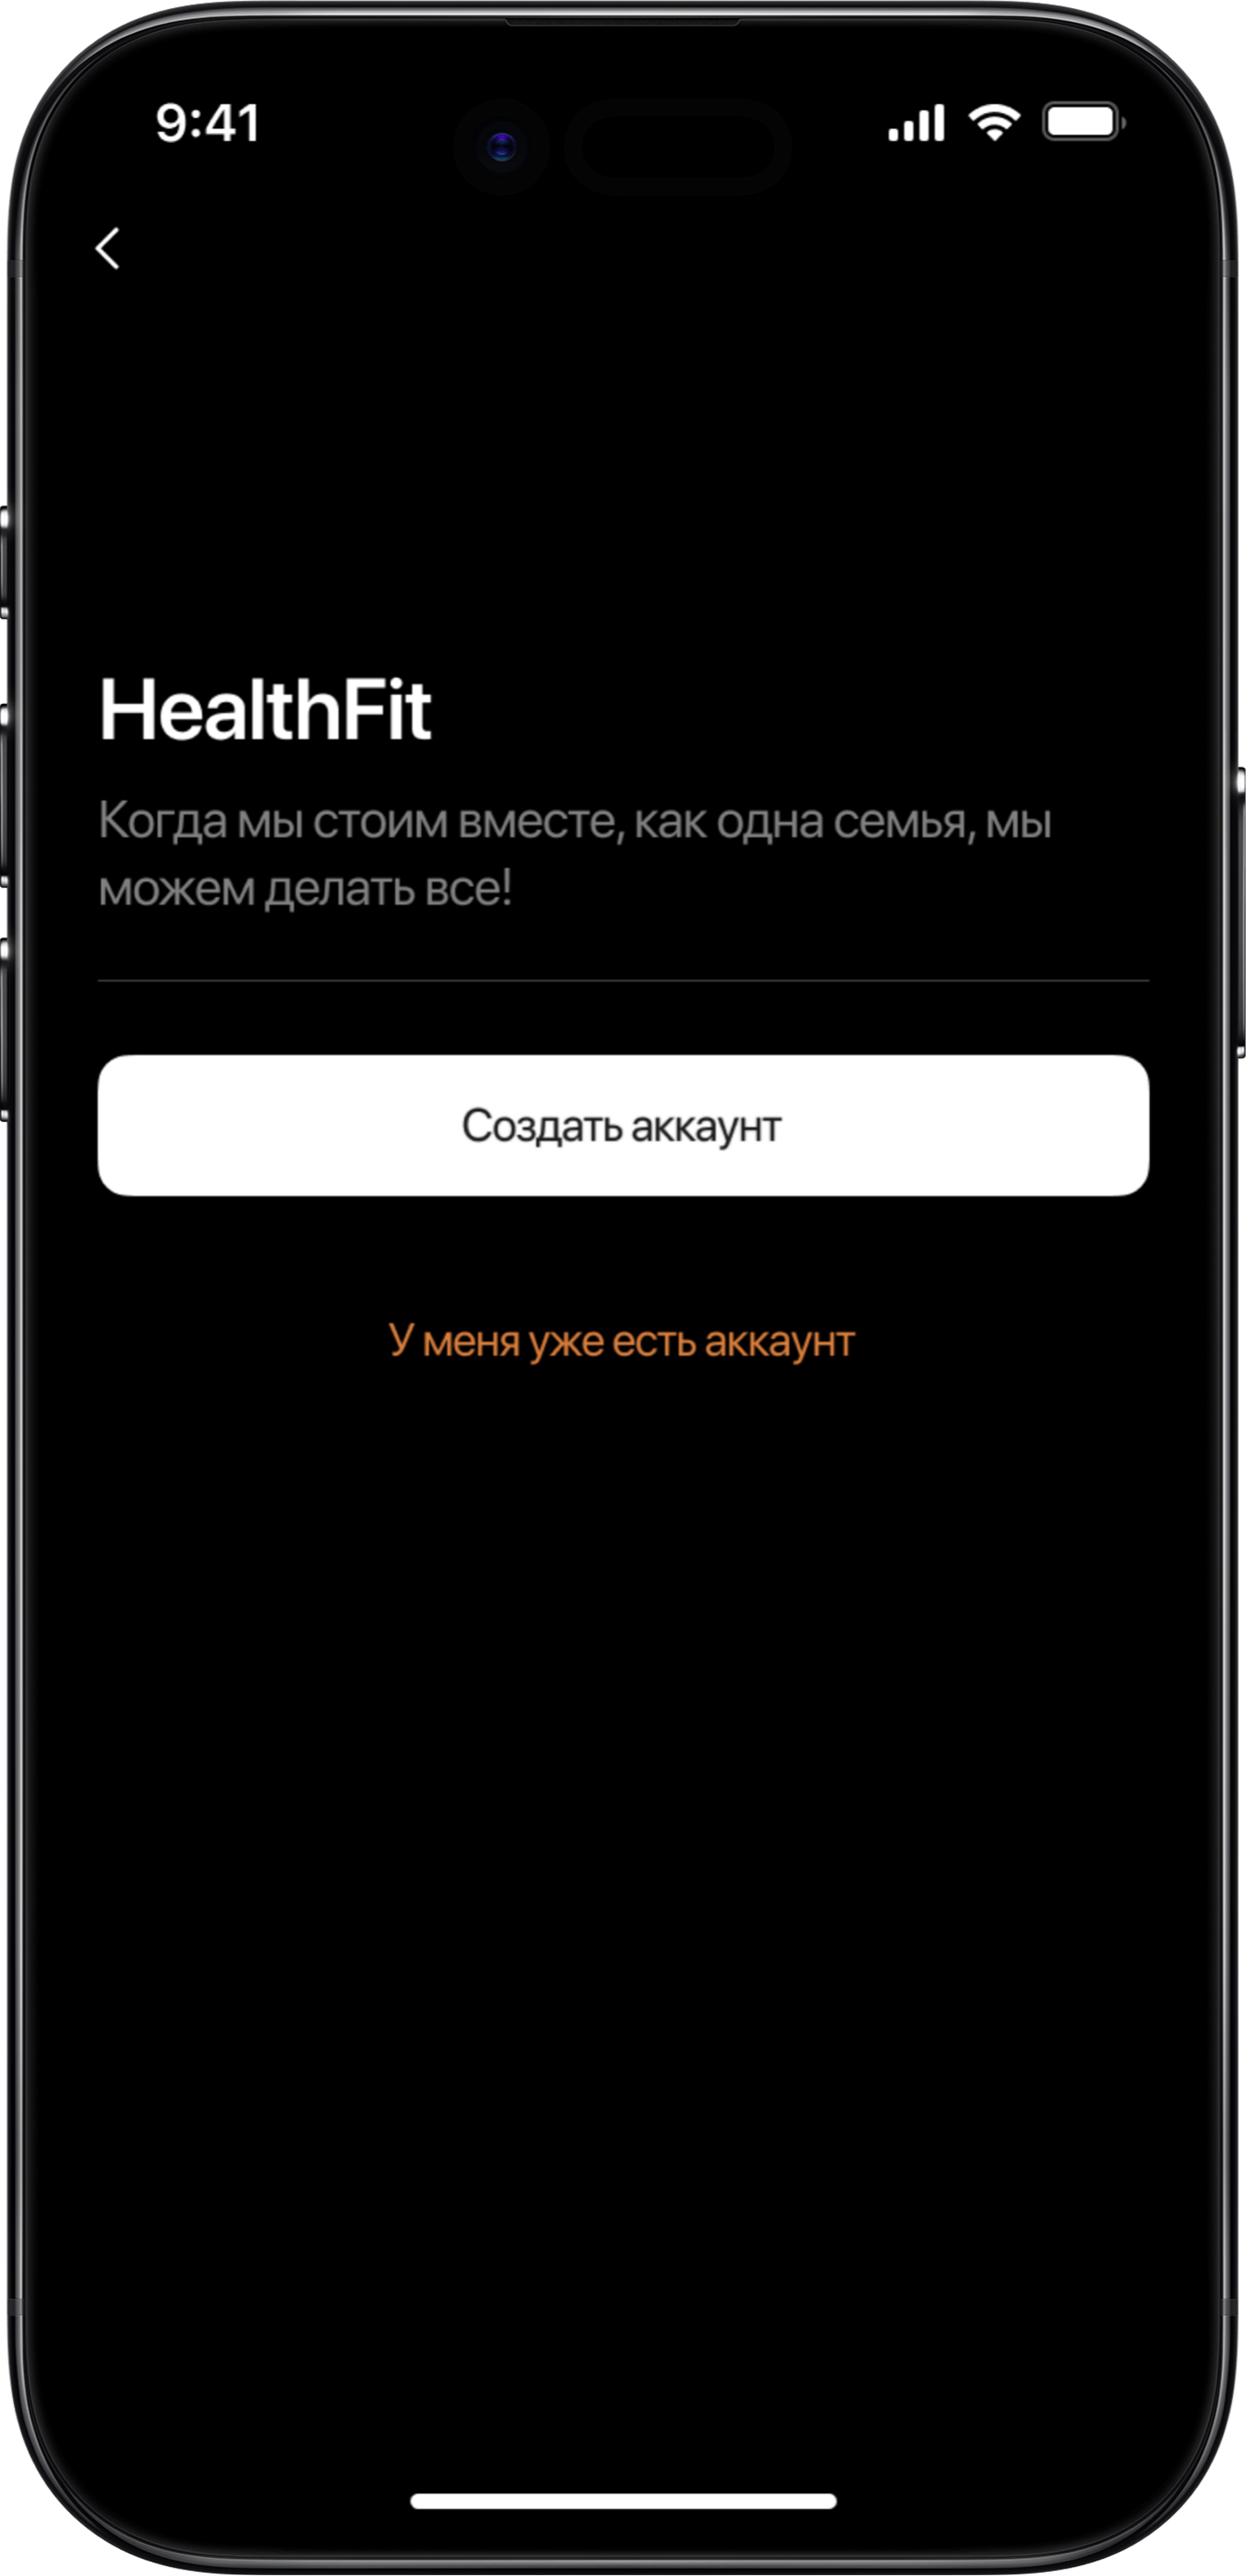 9:41
HealthFit
Когда мы стоим вместе, как одна семья, мы
можем делать все!
Создать аккаунт
У меня уже есть аккаунт